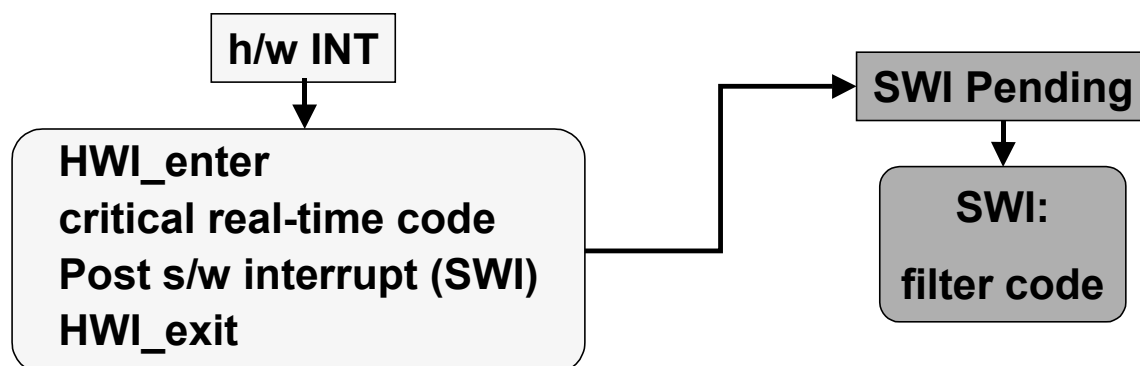 h/w INT
HWI_enter
critical real-time code
Post s/w interrupt (SWI)
HWI_exit
SWI Pending
SWI:
filter code